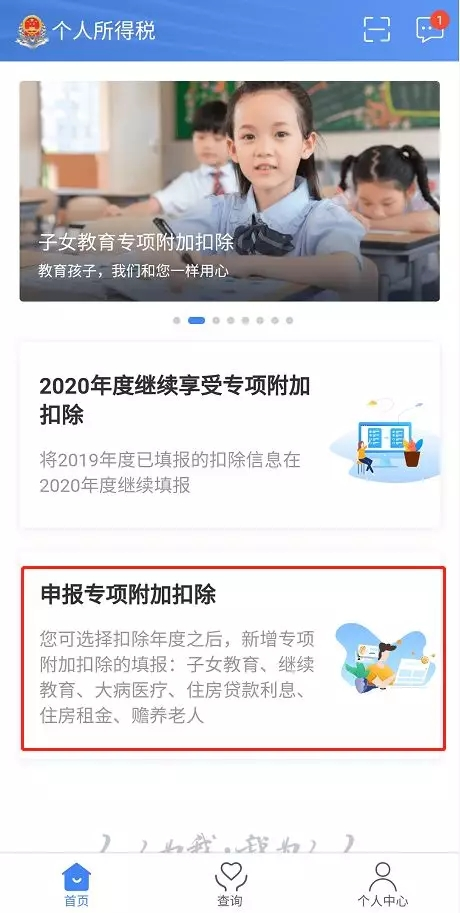 个人所得税
1
子女教育专项附加扣除
教育孩子，我们和您一样用心
2020年度继续享受专项附加
扣除
将2019年度已填报的扣除信息在
2020年度继续填报
申报专项附加扣除
您可选择扣除年度之后，新增专项
附加扣除的填报：子女教育、继续
教育、大病医疗、住房贷款利息、
住房租金、赡养老人
首页
查询
个人中心